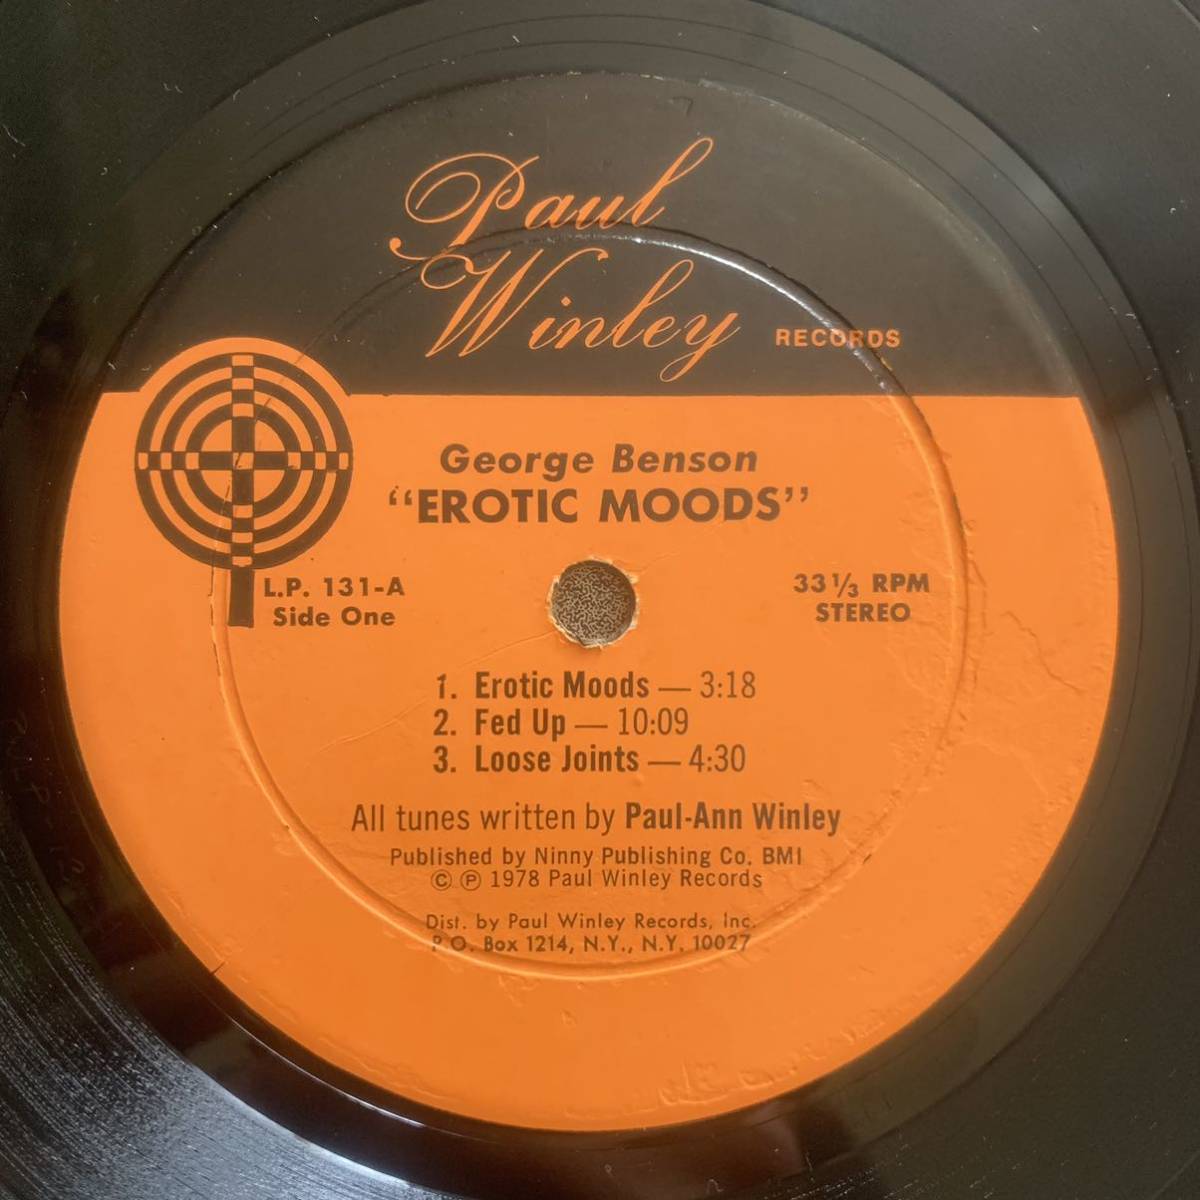 Paul
Winley RECORDS
George Benson
“EROTIC MOODS”
L.P. 131-A
Side One
33 1/3 RPM
STEREO
1. Erotic Moods — 3:18
2. Fed Up — 10:09
3. Loose Joints — 4:30
All tunes written by Paul-Ann Winley
Published by Ninny Publishing Co. BMI
© ℗ 1978 Paul Winley Records
Dist. by Paul Winley Records, Inc.
P.O. Box 1214, N.Y., N.Y. 10027